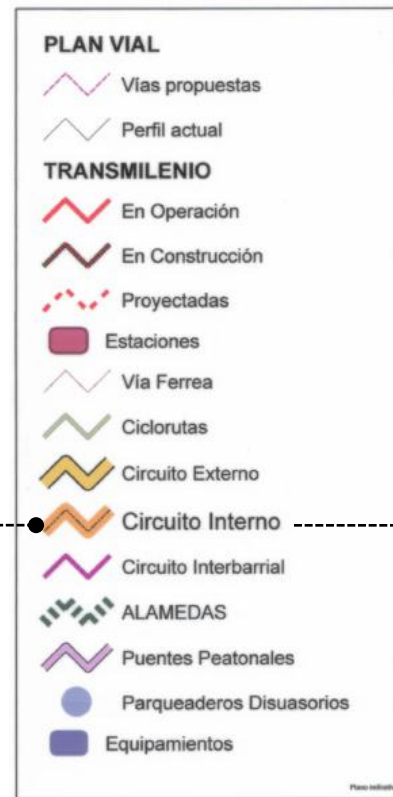 PLAN VIAL
Vías propuestas
Perfil actual
TRANSMILENIO
En Operación
En Construcción
Proyectadas
Estaciones
Vía Ferrea
Ciclorutas
Circuito Externo
Circuito Interno
Circuito Interbarrial
ALAMEDAS
Puentes Peatonales
Parqueaderos Disuasorios
Equipamientos
Plano